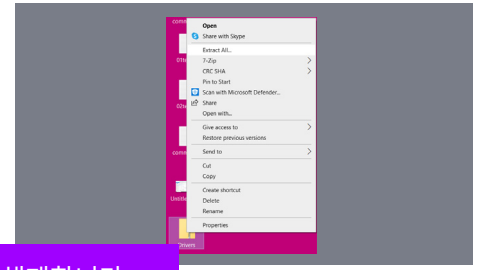 Open
Share with Skype
Extract All...
7-Zip
CRC SHA
Pin to Start
Scan with Microsoft Defender...
Share
Open with...
Give access to
Restore previous versions
Send to
Cut
Copy
Create shortcut
Delete
Rename
Properties
Drivers